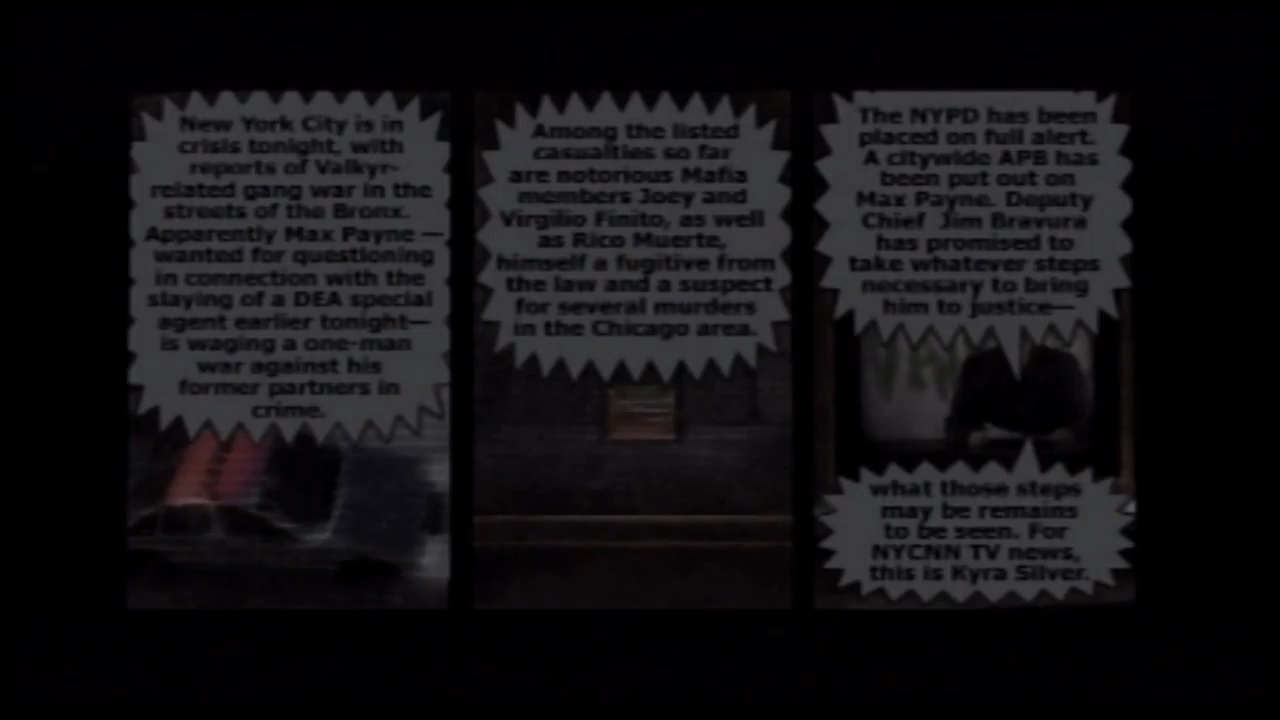 New York City is in
crisis tonight, with
reports of Valkyr-
related gang war in the
streets of the Bronx.
Apparently Max Payne —
wanted for questioning
in connection with the
slaying of a DEA special
agent earlier tonight—
is waging a one-man
war against his
former partners in
crime.
Among the listed
casualties so far
are notorious Mafia
members Joey and
Virgilio Finito, as well
as Rico Muerte,
himself a fugitive from
the law and a suspect
for several murders
in the Chicago area.
The NYPD has been
placed on full alert.
A citywide APB has
been put out on
Max Payne. Deputy
Chief Jim Bravura
has promised to
take whatever steps
necessary to bring
him to justice—
what those steps
may be remains
to be seen. For
NYCNN TV news,
this is Kyra Silver.